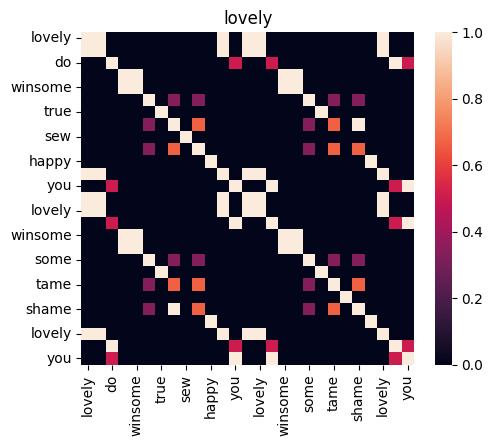 lovely
lovely
do
winsome
true
sew
happy
you
lovely
winsome
some
tame
shame
lovely
you
lovely
do
winsome
true
sew
happy
you
lovely
winsome
some
tame
shame
lovely
you
1.0
0.8
0.6
0.4
0.2
0.0